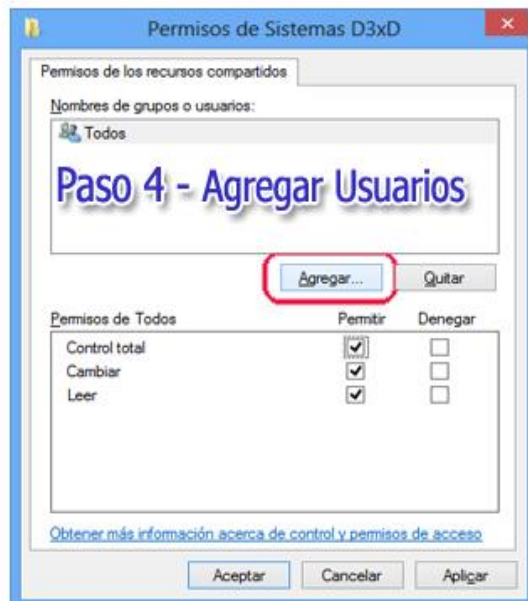 Permisos de Sistemas D3xD
Permisos de los recursos compartidos
Nombres de grupos o usuarios:
Todos
Paso 4 - Agregar Usuarios
Agregar... Quitar
Permisos de Todos Permitir Denegar
Control total
Cambiar
Leer
Obtener más información acerca de control y permisos de acceso
Aceptar Cancelar Aplicar